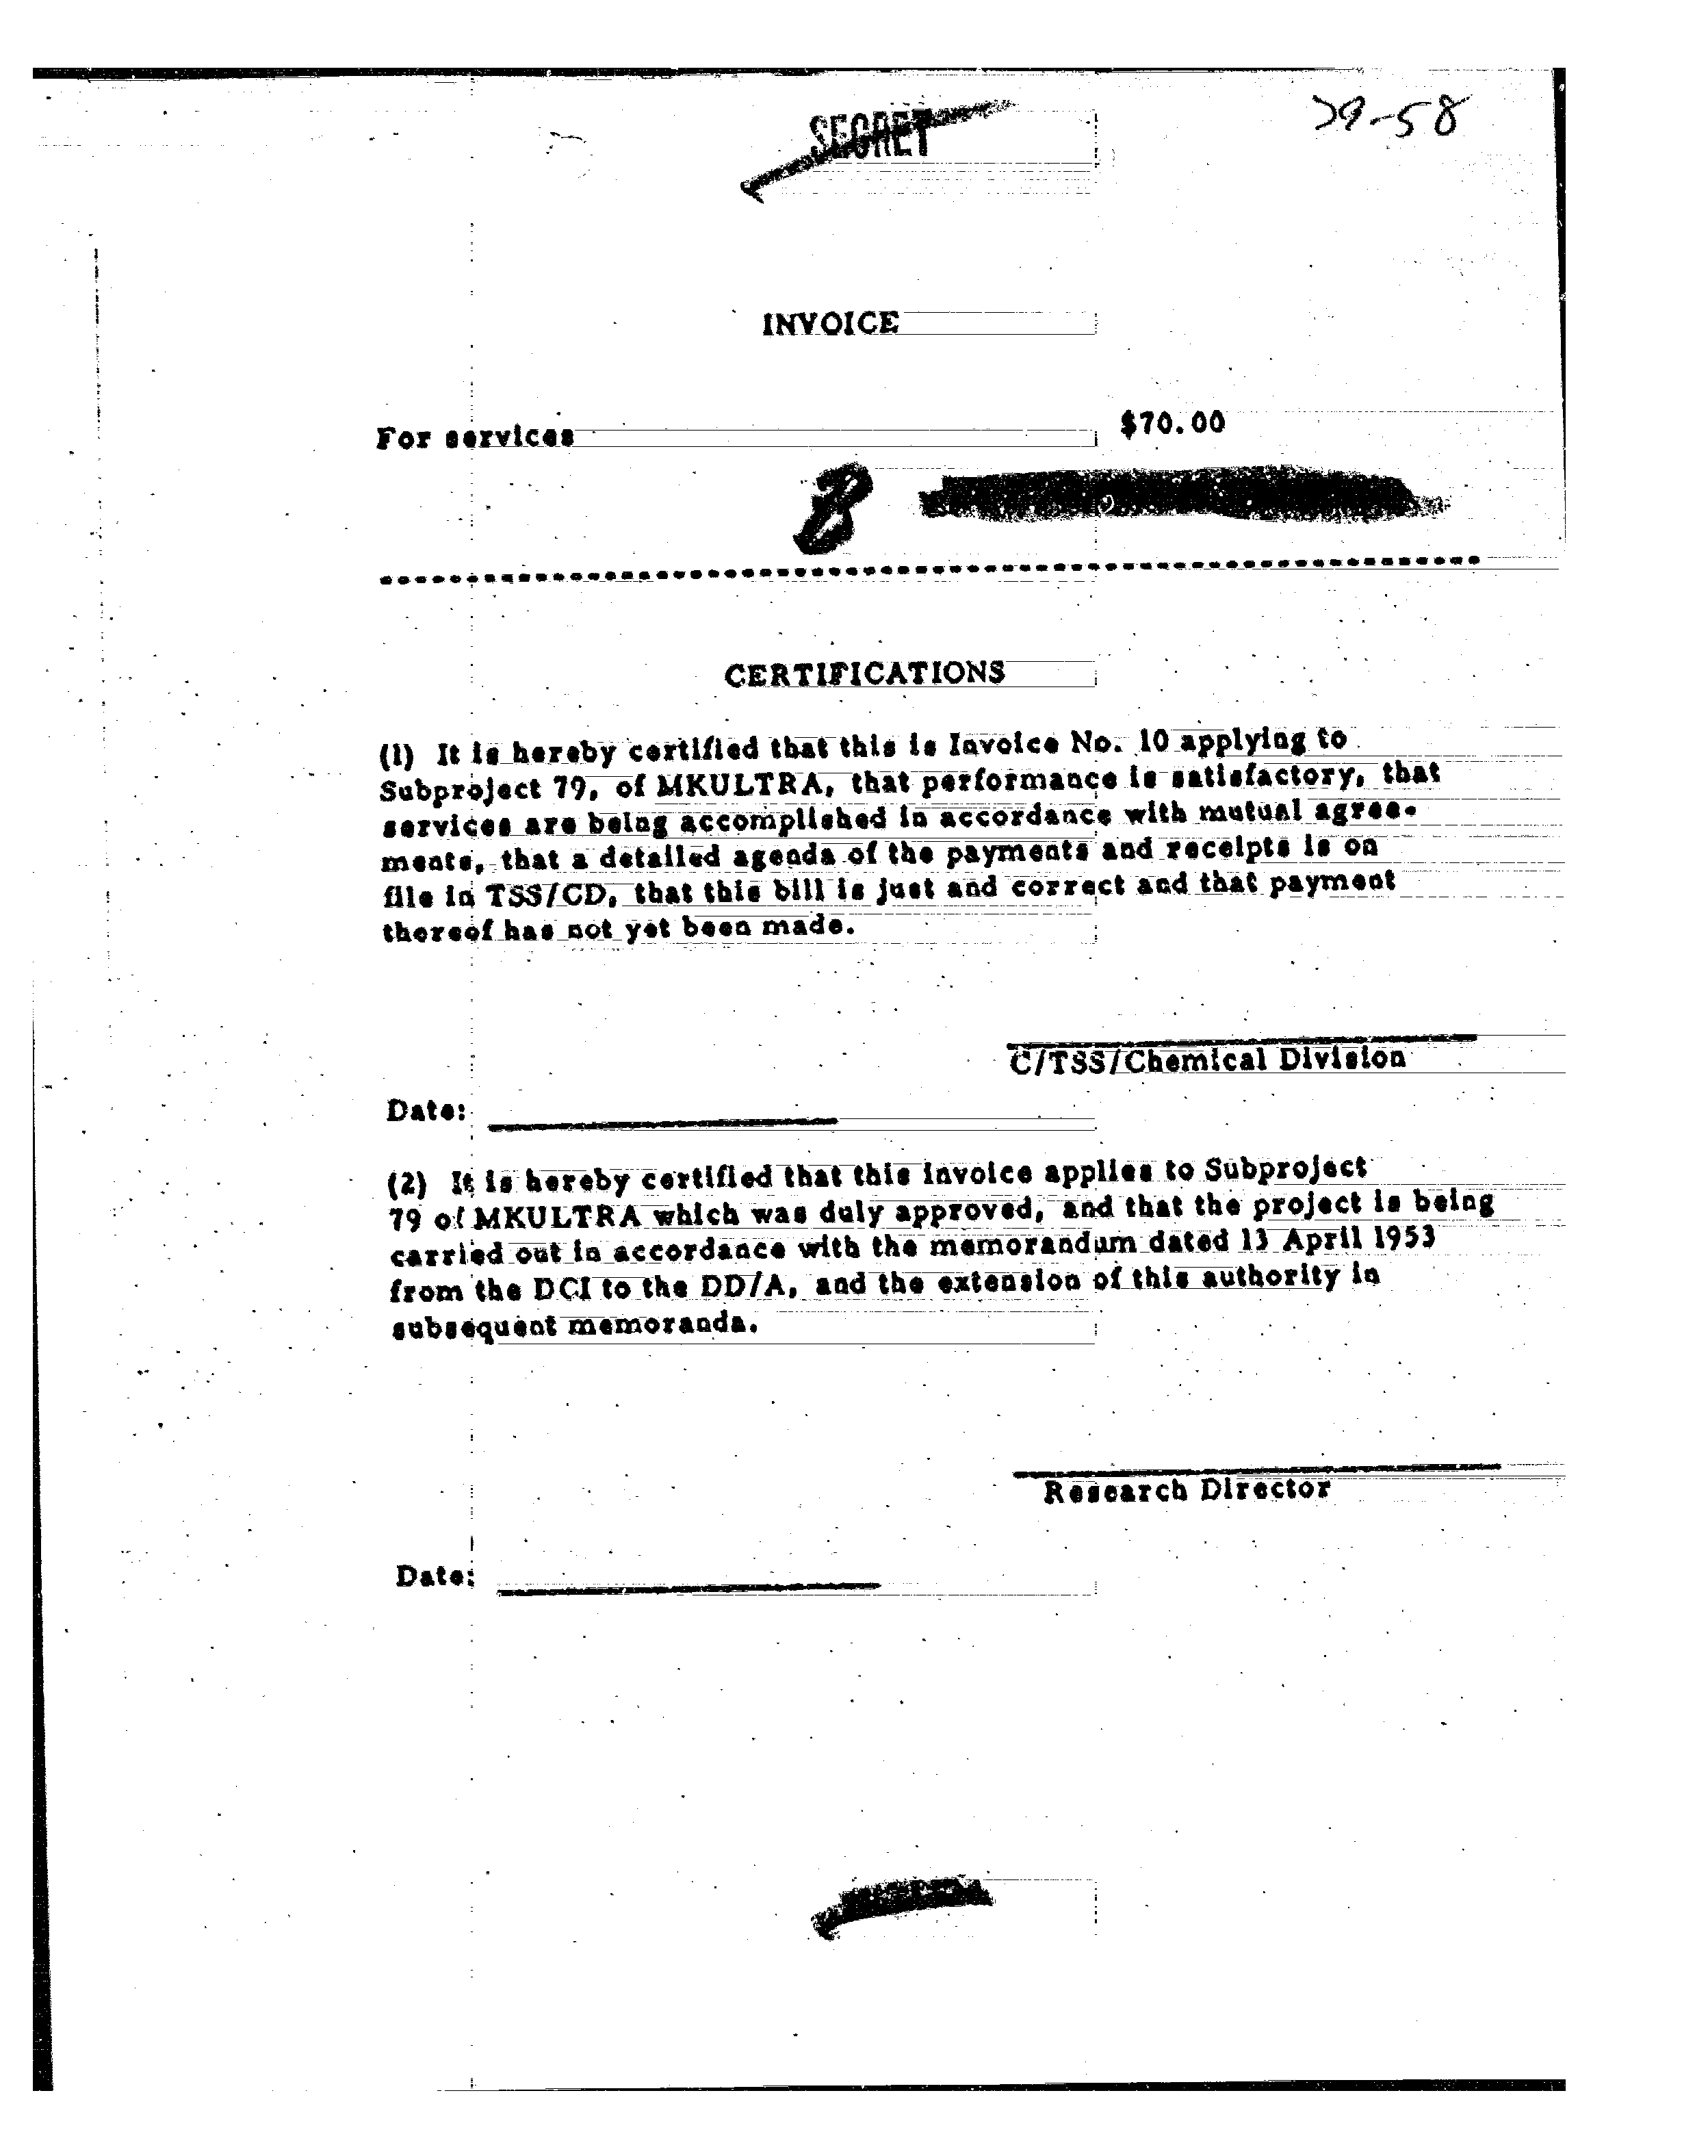 79-58
SECRET
INVOICE
For services $70.00
B
CERTIFICATIONS
(1) It is hereby certified that this is Invoice No. 10 applying to
Subproject 79, of MKULTRA, that performance is satisfactory, that
services are being accomplished in accordance with mutual agree-
ments, that a detailed agenda of the payments and receipts is on
file in TSS/CD, that this bill is just and correct and that payment
thereof has not yet been made.
C/TSS/Chemical Division
Date:
(2) It is hereby certified that this invoice applies to Subproject
79 of MKULTRA which was duly approved, and that the project is being
carried out in accordance with the memorandum dated 13 April 1953
from the DCI to the DD/A, and the extension of this authority in
subsequent memoranda.
Research Director
Date: